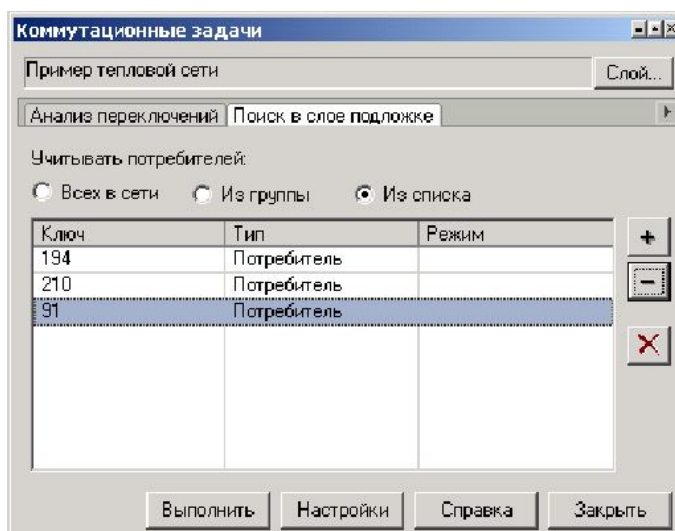 Коммутационные задачи
Пример тепловой сети Слой...
Анализ переключений Поиск в слое подложке
Учитывать потребителей:
Всех в сети Из группы Из списка
Ключ Тип Режим
194 Потребитель
210 Потребитель
91 Потребитель
Выполнить Настройки Справка Закрыть